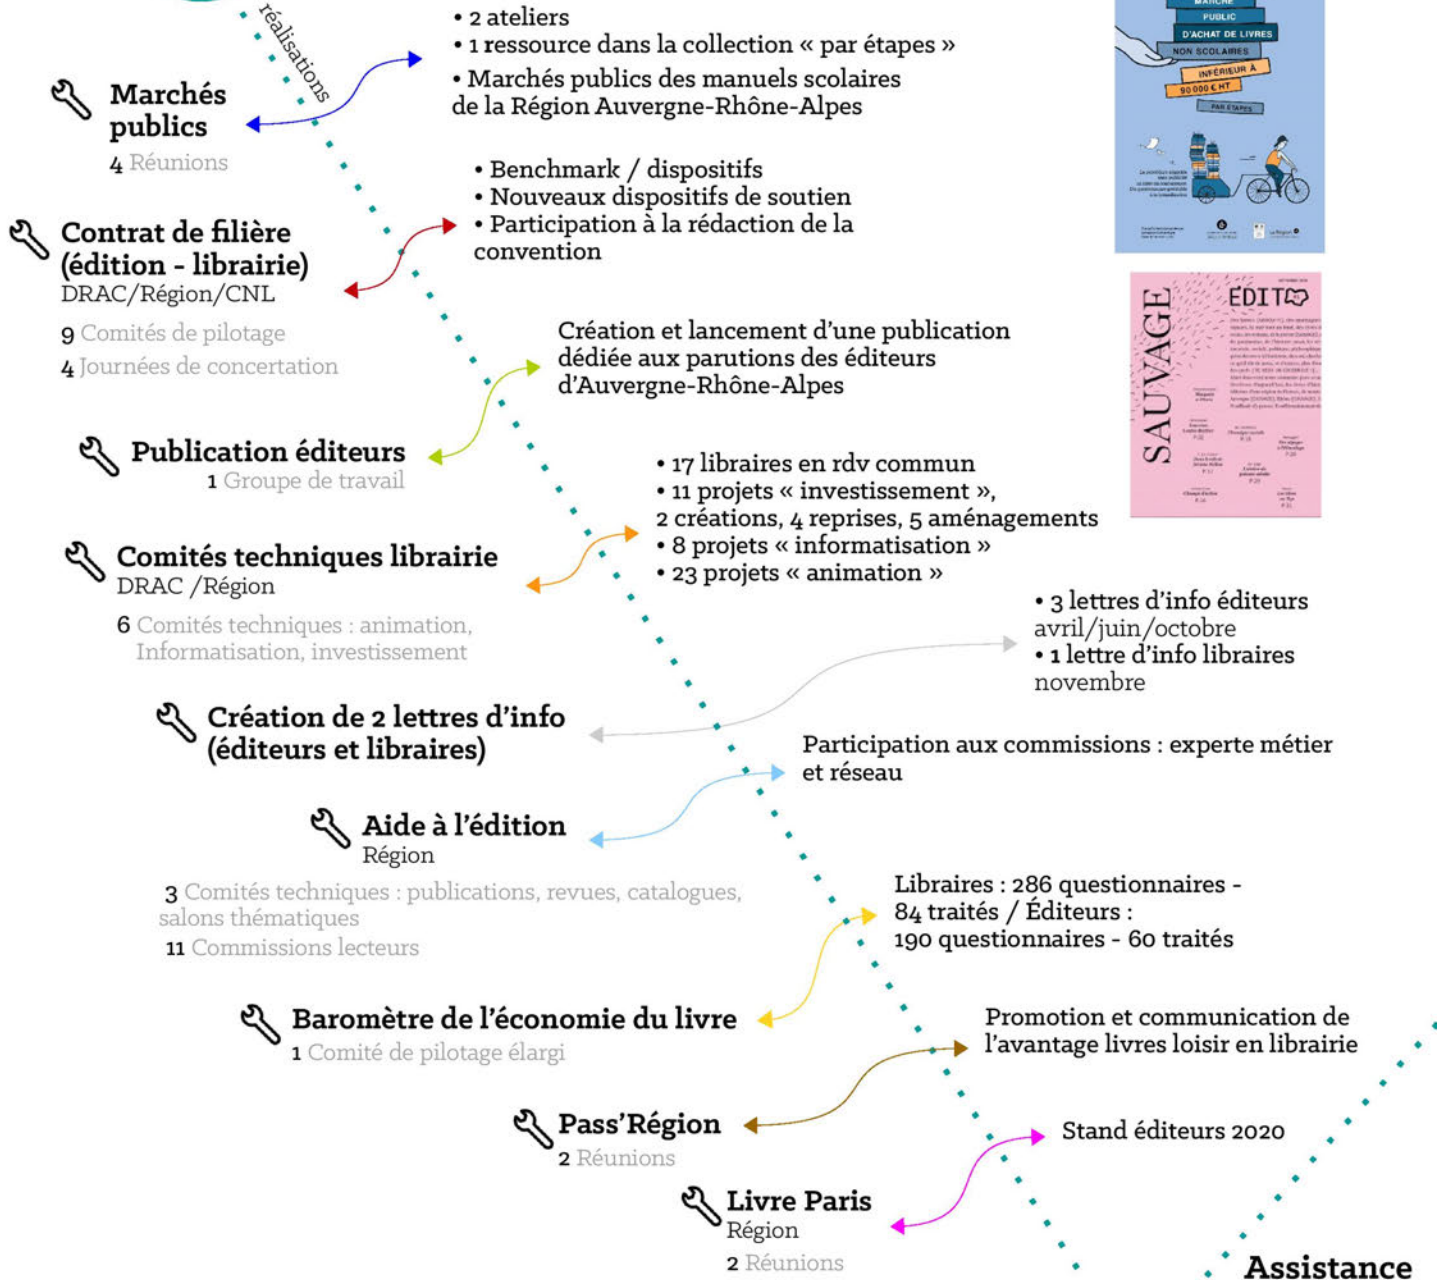 réalisations
• 2 ateliers
• 1 ressource dans la collection « par étapes »
• Marchés publics des manuels scolaires
de la Région Auvergne-Rhône-Alpes
Marchés
publics
4 Réunions
• Benchmark / dispositifs
• Nouveaux dispositifs de soutien
• Participation à la rédaction de la
convention
Contrat de filière
(édition - librairie)
DRAC/Région/CNL
9 Comités de pilotage
4 Journées de concertation
Création et lancement d'une publication
dédiée aux parutions des éditeurs
d'Auvergne-Rhône-Alpes
Publication éditeurs
1 Groupe de travail
• 17 libraires en rdv commun
• 11 projets « investissement »,
2 créations, 4 reprises, 5 aménagements
• 8 projets « informatisation »
• 23 projets « animation »
Comités techniques librairie
DRAC /Région
6 Comités techniques : animation,
Informatisation, investissement
• 3 lettres d'info éditeurs
avril/juin/octobre
• 1 lettre d'info libraires
novembre
Création de 2 lettres d'info
(éditeurs et libraires)
Participation aux commissions : experte métier
et réseau
Aide à l'édition
Région
3 Comités techniques : publications, revues, catalogues,
salons thématiques
11 Commissions lecteurs
Libraires : 286 questionnaires -
84 traités / Éditeurs :
190 questionnaires - 60 traités
Baromètre de l'économie du livre
1 Comité de pilotage élargi
Promotion et communication de
l'avantage livres loisir en librairie
Pass'Région
2 Réunions
Stand éditeurs 2020
Livre Paris
Région
2 Réunions
Assistance
MARCHÉ
PUBLIC
D'ACHAT DE LIVRES
NON SCOLAIRES
INFÉRIEUR À
90 000 € HT
PAR ÉTAPES
La Région
SAUVAGE
ÉDITO